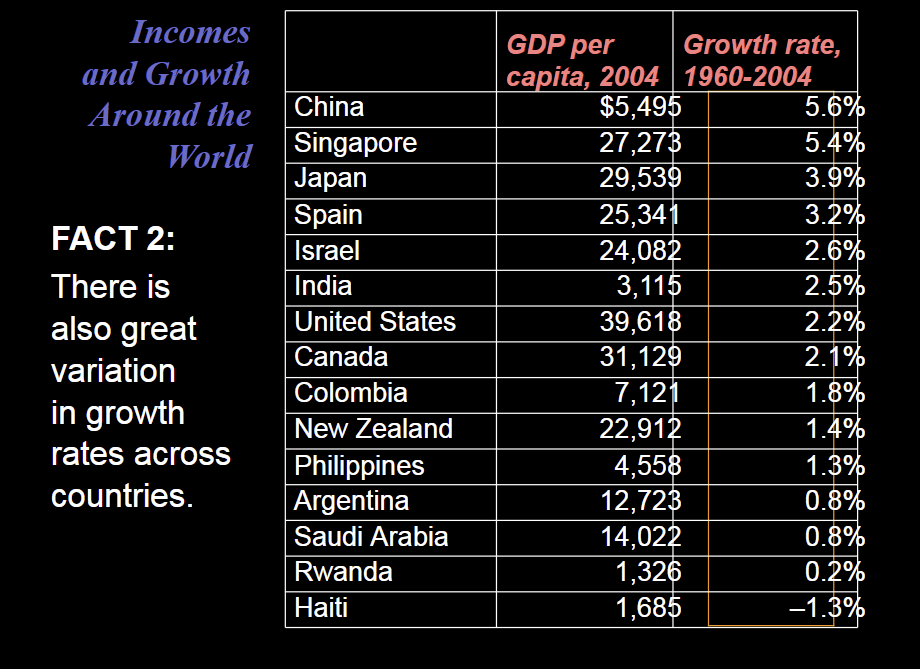 Incomes
and Growth
Around the
World
FACT 2:
There is
also great
variation
in growth
rates across
countries.
GDP per capita, 2004 Growth rate, 1960-2004
China $5,495 5.6%
Singapore 27,273 5.4%
Japan 29,539 3.9%
Spain 25,341 3.2%
Israel 24,082 2.6%
India 3,115 2.5%
United States 39,618 2.2%
Canada 31,129 2.1%
Colombia 7,121 1.8%
New Zealand 22,912 1.4%
Philippines 4,558 1.3%
Argentina 12,723 0.8%
Saudi Arabia 14,022 0.8%
Rwanda 1,326 0.2%
Haiti 1,685 –1.3%